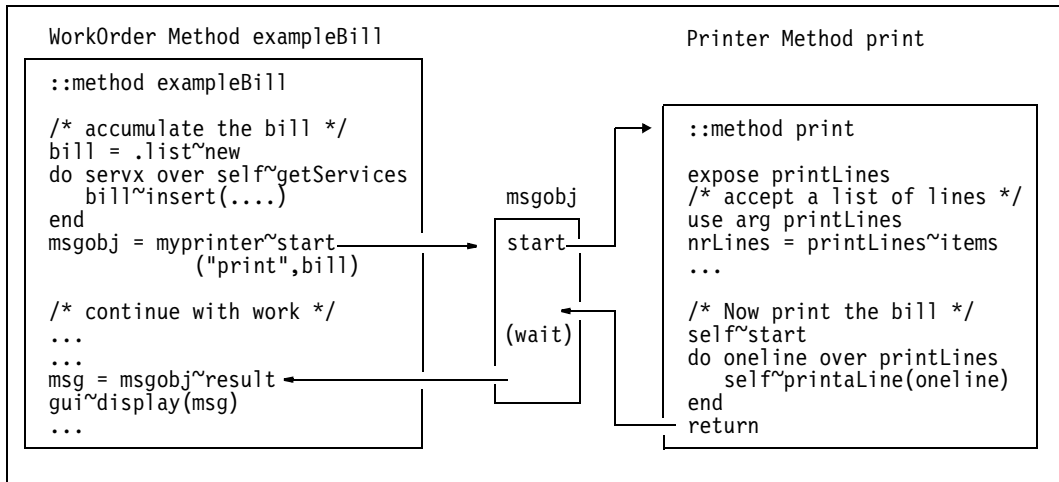 WorkOrder Method exampleBill
::method exampleBill
/* accumulate the bill */
bill = .list~new
do servx over self~getServices
bill~insert(....)
end
msgobj = myprinter~start
("print",bill)
/* continue with work */
...
...
msg = msgobj~result
gui~display(msg)
...
msgobj
start
(wait)
Printer Method print
::method print
expose printLines
/* accept a list of lines */
use arg printLines
nrLines = printLines~items
...
/* Now print the bill */
self~start
do oneline over printLines
self~printaLine(oneline)
end
return